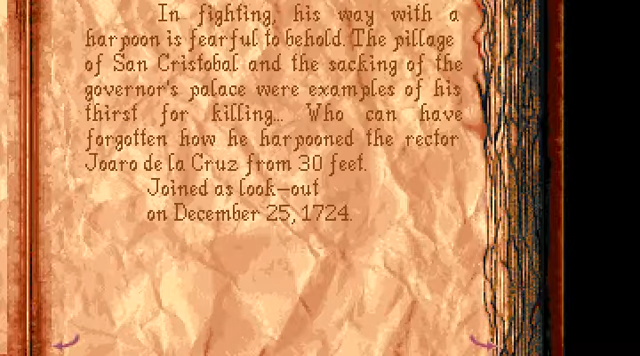 In fighting, his way with a
harpoon is fearful to behold. The pillage
of San Cristobal and the sacking of the
governor's palace were examples of his
thirst for killing... Who can have
forgotten how he harpooned the rector
Joaro de la Cruz from 30 feet.
Joined as look-out
on December 25, 1724.